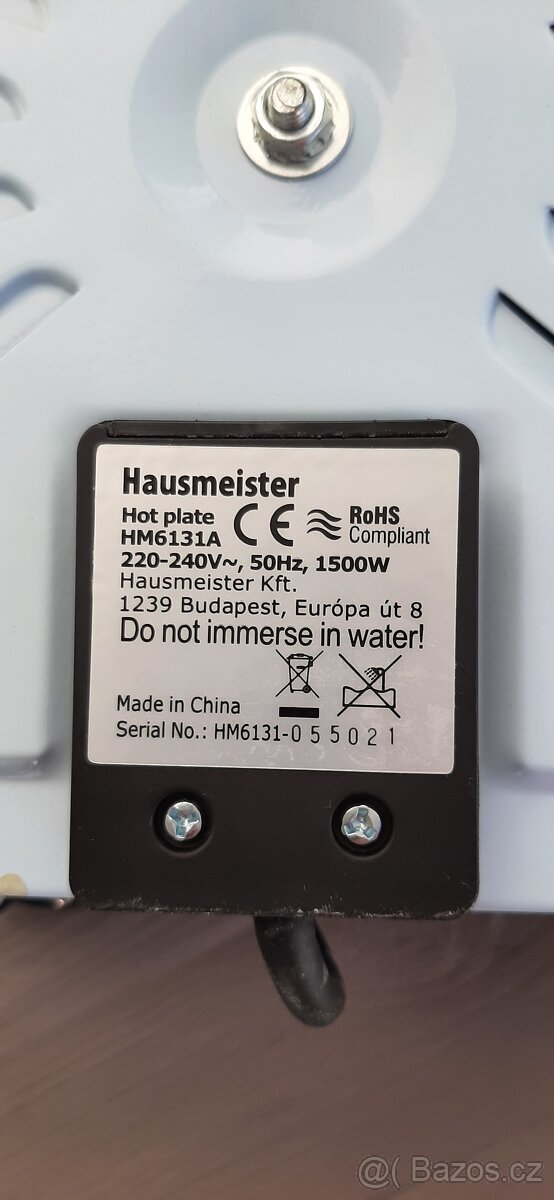 Hausmeister
Hot plate CE RoHS
HM6131A Compliant
220-240V~, 50Hz, 1500W
Hausmeister Kft.
1239 Budapest, Európa út 8
Do not immerse in water!
Made in China
Serial No.: HM6131-055021
@( Bazos.cz